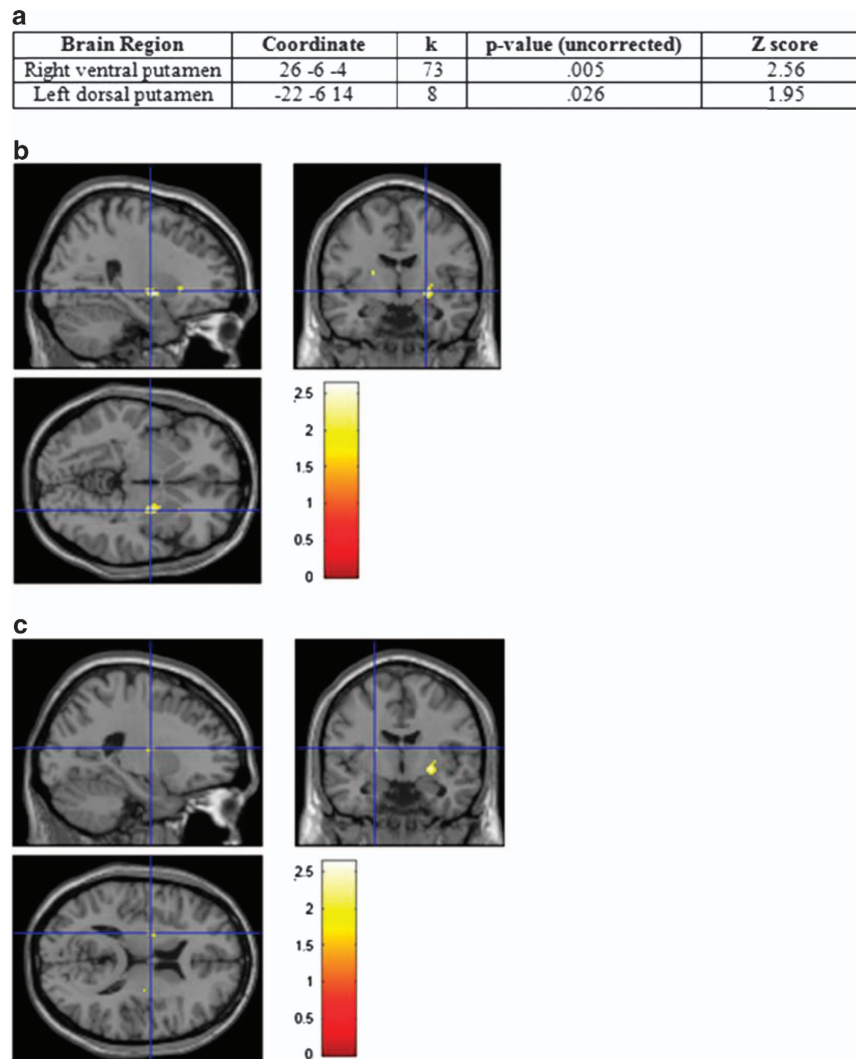 a
Brain Region Coordinate k p-value (uncorrected) Z score
Right ventral putamen 26 -6 -4 73 .005 2.56
Left dorsal putamen -22 -6 14 8 .026 1.95
b
2.5
2
1.5
1
0.5
0
c
2.5
2
1.5
1
0.5
0